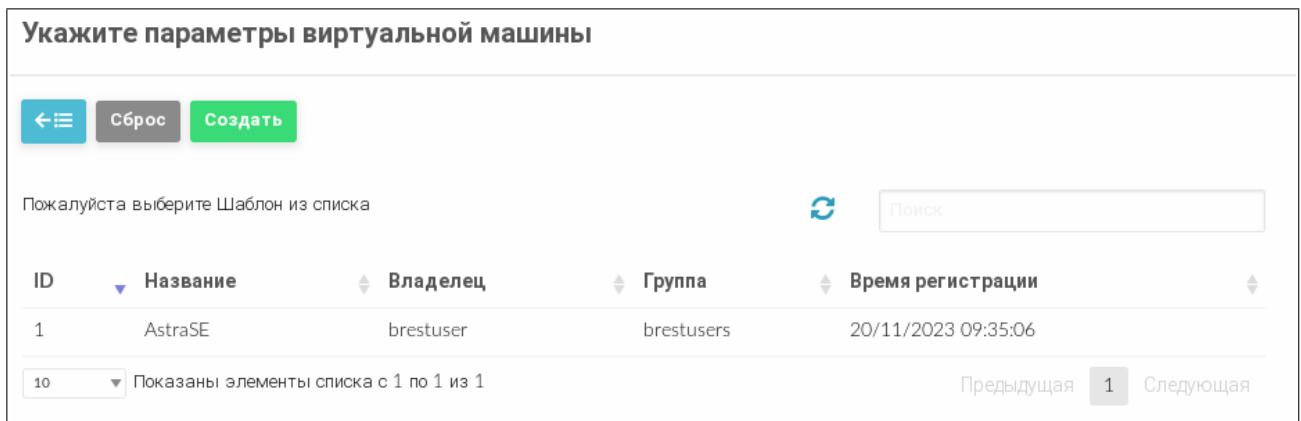 Укажите параметры виртуальной машины
Сброс Создать
Пожалуйста выберите Шаблон из списка Поиск
ID Название Владелец Группа Время регистрации
1 AstraSE brestuser brestusers 20/11/2023 09:35:06
10 Показаны элементы списка с 1 по 1 из 1 Предыдущая 1 Следующая